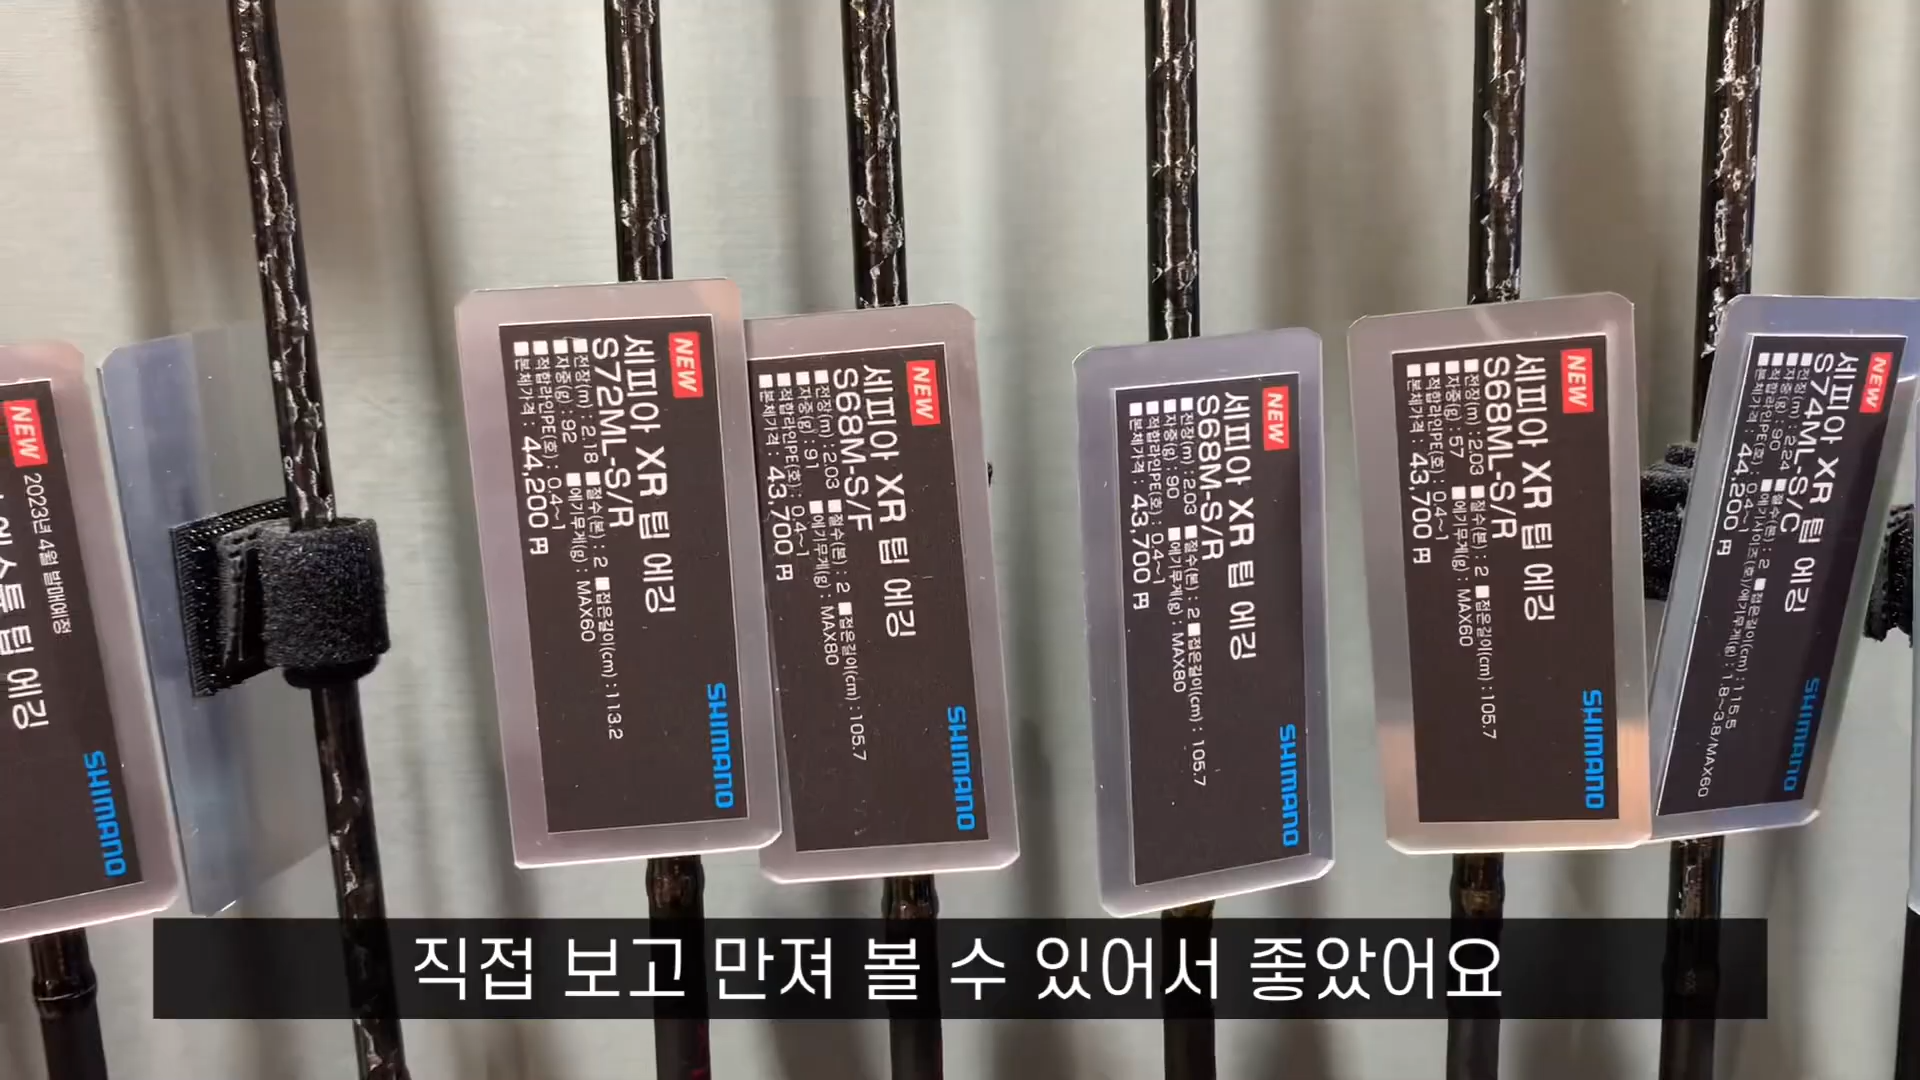 NEW
2023년 4월 발매예정
팁 에깅
SHIMANO
NEW
세피아 XR 팁 에깅
S72ML-S/R
■전장(m) : 2.18 ■절수(본) : 2 ■접은길이(cm) : 113.2
■자중(g) : 92 ■에기무게(g) : MAX60
■적합라인PE(호) : 0.4~1
■본체가격 : 44,200 円
SHIMANO
NEW
세피아 XR 팁 에깅
S68M-S/F
■전장(m) : 2.03 ■절수(본) : 2 ■접은길이(cm) : 105.7
■자중(g) : 91 ■에기무게(g) : MAX80
■적합라인PE(호) : 0.4~1
■본체가격 : 43,700 円
SHIMANO
NEW
세피아 XR 팁 에깅
S68M-S/R
■전장(m) : 2.03 ■절수(본) : 2 ■접은길이(cm) : 105.7
■자중(g) : 90 ■에기무게(g) : MAX80
■적합라인PE(호) : 0.4~1
■본체가격 : 43,700 円
SHIMANO
NEW
세피아 XR 팁 에깅
S68ML-S/R
■전장(m) : 2.03 ■절수(본) : 2 ■접은길이(cm) : 105.7
■자중(g) : 57 ■에기무게(g) : MAX60
■적합라인PE(호) : 0.4~1
■본체가격 : 43,700 円
SHIMANO
NEW
세피아 XR 팁 에깅
S74ML-S/C
■전장(m) : 2.24 ■절수(본) : 2 ■접은길이(cm) : 115.5
■자중(g) : 90 ■에기사이즈(호)/에기무게(g) : 1.8~3.8/MAX60
■적합라인PE(호) : 0.4~1
■본체가격 : 44,200 円
SHIMANO
직접 보고 만져 볼 수 있어서 좋았어요